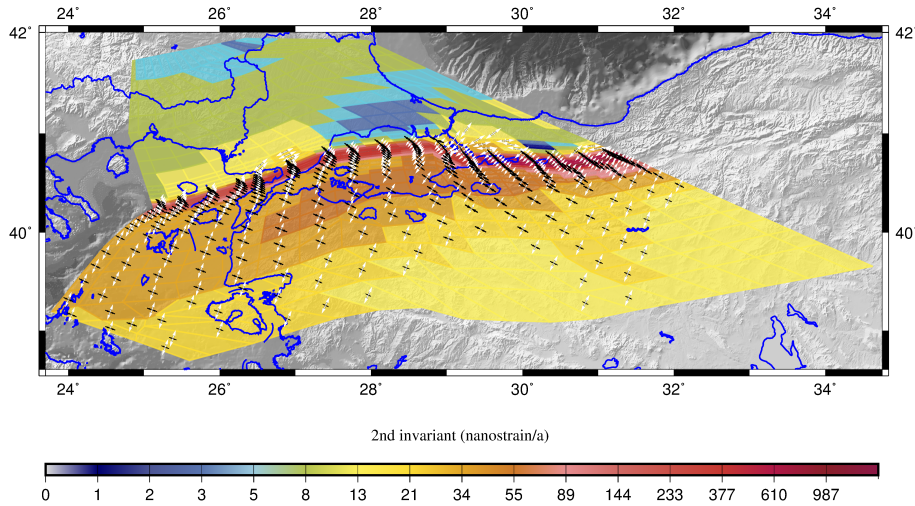 24˚ 26˚ 28˚ 30˚ 32˚ 34˚
42˚ 42˚
40˚ 40˚
24˚ 26˚ 28˚ 30˚ 32˚ 34˚
2nd invariant (nanostrain/a)
0 1 2 3 5 8 13 21 34 55 89 144 233 377 610 987